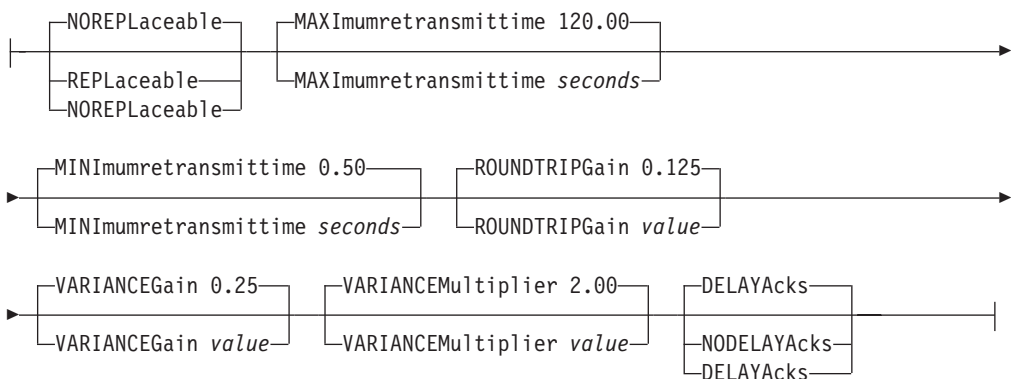 NOREPLaceable MAXImumretransmittime 120.00
REPLaceable MAXImumretransmittime seconds
NOREPLaceable
MINImumretransmittime 0.50 ROUNDTRIPGain 0.125
MINImumretransmittime seconds ROUNDTRIPGain value
VARIANCEGain 0.25 VARIANCEMultiplier 2.00 DELAYAcks
VARIANCEGain value VARIANCEMultiplier value NODELAYAcks
DELAYAcks